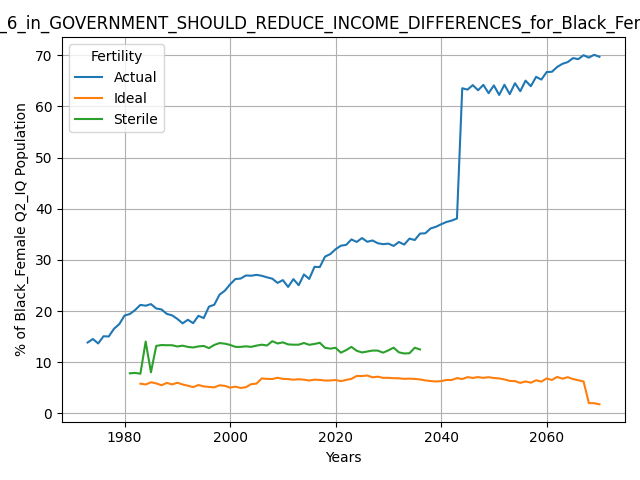 _6_in_GOVERNMENT_SHOULD_REDUCE_INCOME_DIFFERENCES_for_Black_Fer
Fertility
Actual
Ideal
Sterile
% of Black_Female Q2_IQ Population
70
60
50
40
30
20
10
0
1980 2000 2020 2040 2060
Years